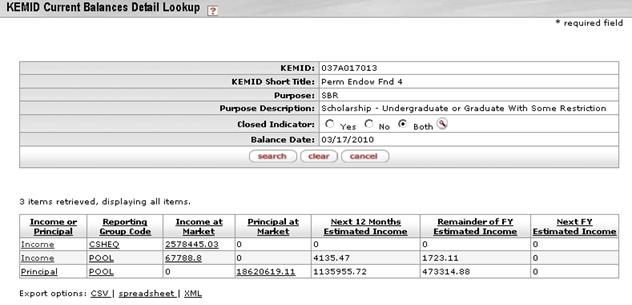 KEMID Current Balances Detail Lookup ?
* required field
KEMID: 037A017013
KEMID Short Title: Perm Endow Fnd 4
Purpose: SBR
Purpose Description: Scholarship - Undergraduate or Graduate With Some Restriction
Closed Indicator: Yes No Both
Balance Date: 03/17/2010
search clear cancel
3 items retrieved, displaying all items.
Income or Principal Reporting Group Code Income at Market Principal at Market Next 12 Months Estimated Income Remainder of FY Estimated Income Next FY Estimated Income
Income CSHEQ 2578445.03 0 0 0 0
Income POOL 67788.8 0 4135.47 1723.11 0
Principal POOL 0 18620619.11 1135955.72 473314.88 0
Export options: CSV | spreadsheet | XML